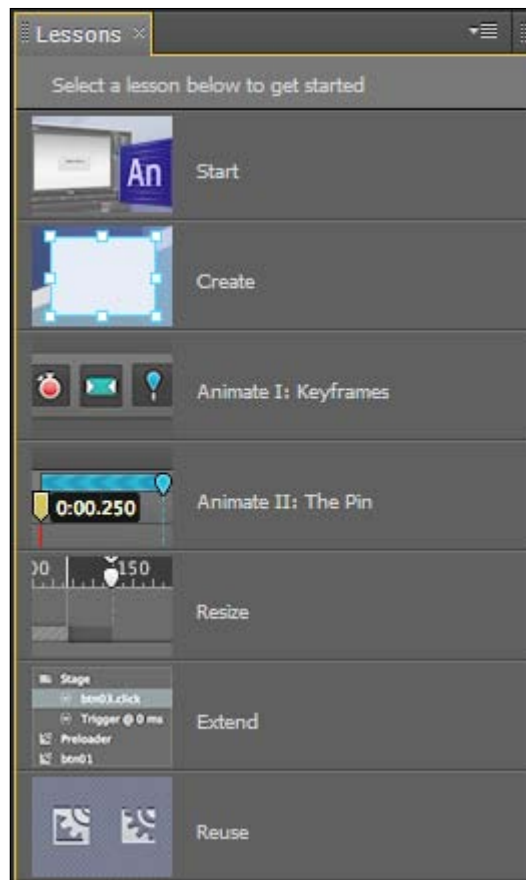 Lessons
Select a lesson below to get started
An
Start
Create
Animate I: Keyframes
0:00.250
Animate II: The Pin
00
150
Resize
Stage
btn03.click
Trigger @ 0 ms
Preloader
btn01
Extend
Reuse